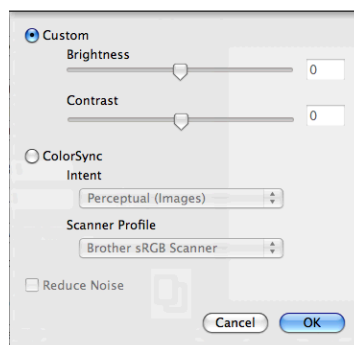 Custom
Brightness
0
Contrast
0
ColorSync
Intent
Perceptual (Images)
Scanner Profile
Brother sRGB Scanner
Reduce Noise
Cancel OK